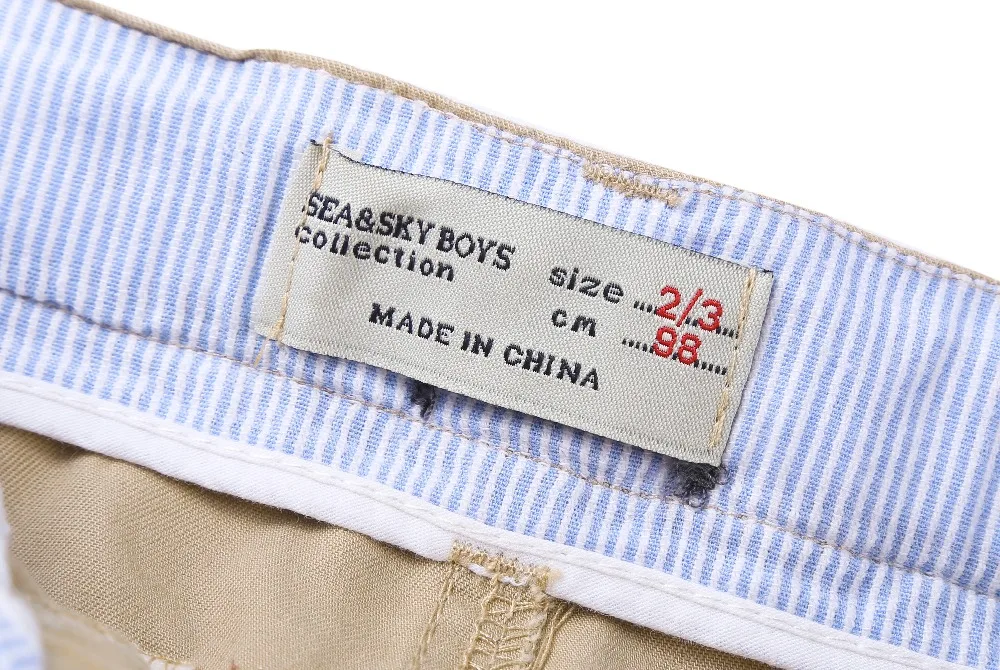 SEA&SKY BOYS
collection
size ....2/3....
cm .....98.....
MADE IN CHINA